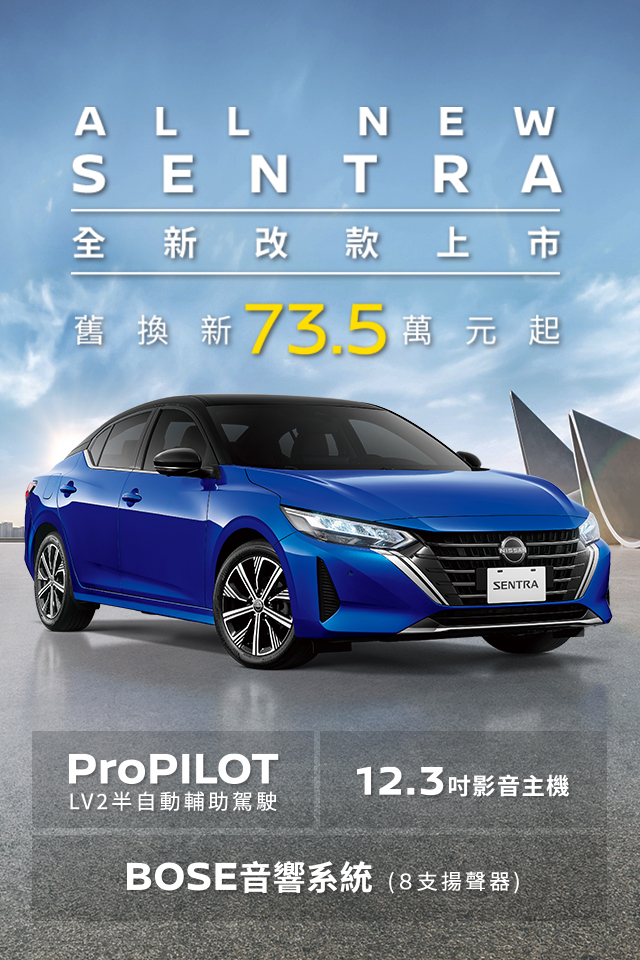 ALL NEW
SENTRA
全新改款上市
舊換新73.5萬元起
NISSAN
SENTRA
ProPILOT
LV2半自動輔助駕駛
12.3吋影音主機
BOSE音響系統 (8支揚聲器)